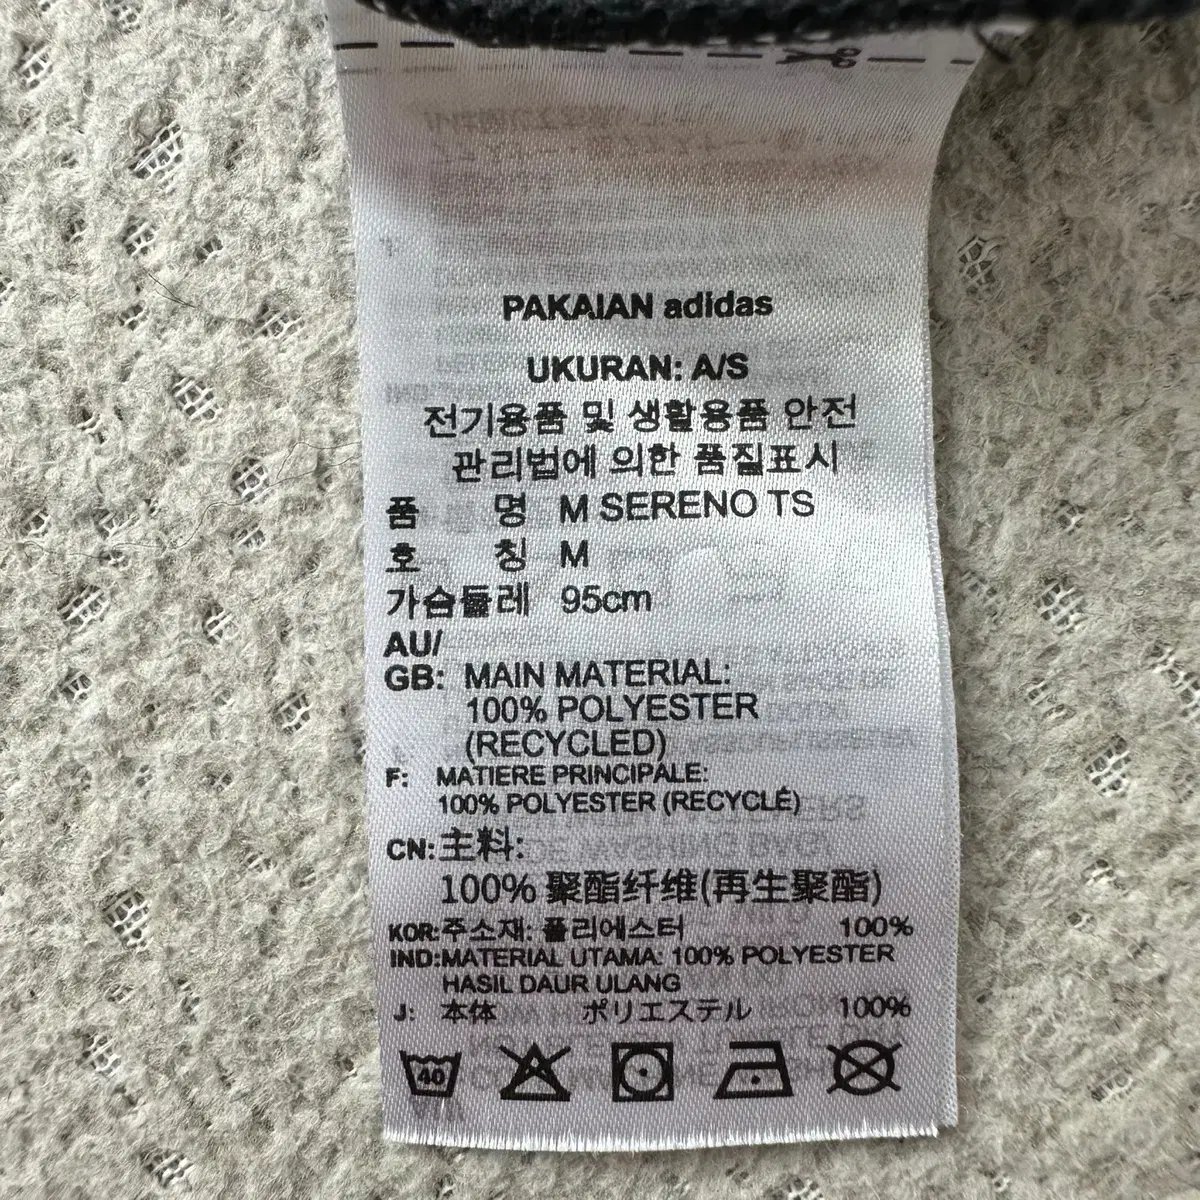 PAKAIAN adidas
UKURAN: A/S
전기용품 및 생활용품 안전
관리법에 의한 품질표시
품 명 M SERENO TS
호 칭 M
가슴둘레 95cm
AU/
GB: MAIN MATERIAL:
100% POLYESTER
(RECYCLED)
F: MATIERE PRINCIPALE:
100% POLYESTER (RECYCLÉ)
CN: 主料:
100% 聚酯纤维(再生聚酯)
KOR: 주소재: 폴리에스터 100%
IND: MATERIAL UTAMA: 100% POLYESTER
HASIL DAUR ULANG
J: 本体 ポリエステル 100%
40